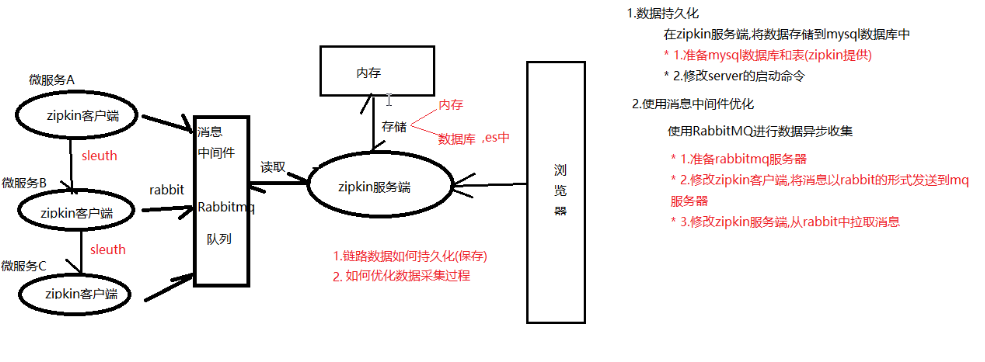 微服务A
zipkin客户端
sleuth
微服务B
zipkin客户端
sleuth
微服务C
zipkin客户端
rabbit
消息
中间件
Rabbitmq
队列
读取
内存
存储
内存
数据库 ,es中
zipkin服务端
1.链路数据如何持久化(保存)
2. 如何优化数据采集过程
浏
览
器
1.数据持久化
在zipkin服务端,将数据存储到mysql数据库中
* 1.准备mysql数据库和表(zipkin提供)
* 2.修改server的启动命令
2.使用消息中间件优化
使用RabbitMQ进行数据异步收集
* 1.准备rabbitmq服务器
* 2.修改zipkin客户端,将消息以rabbit的形式发送到mq
服务器
* 3.修改zipkin服务端,从rabbit中拉取消息